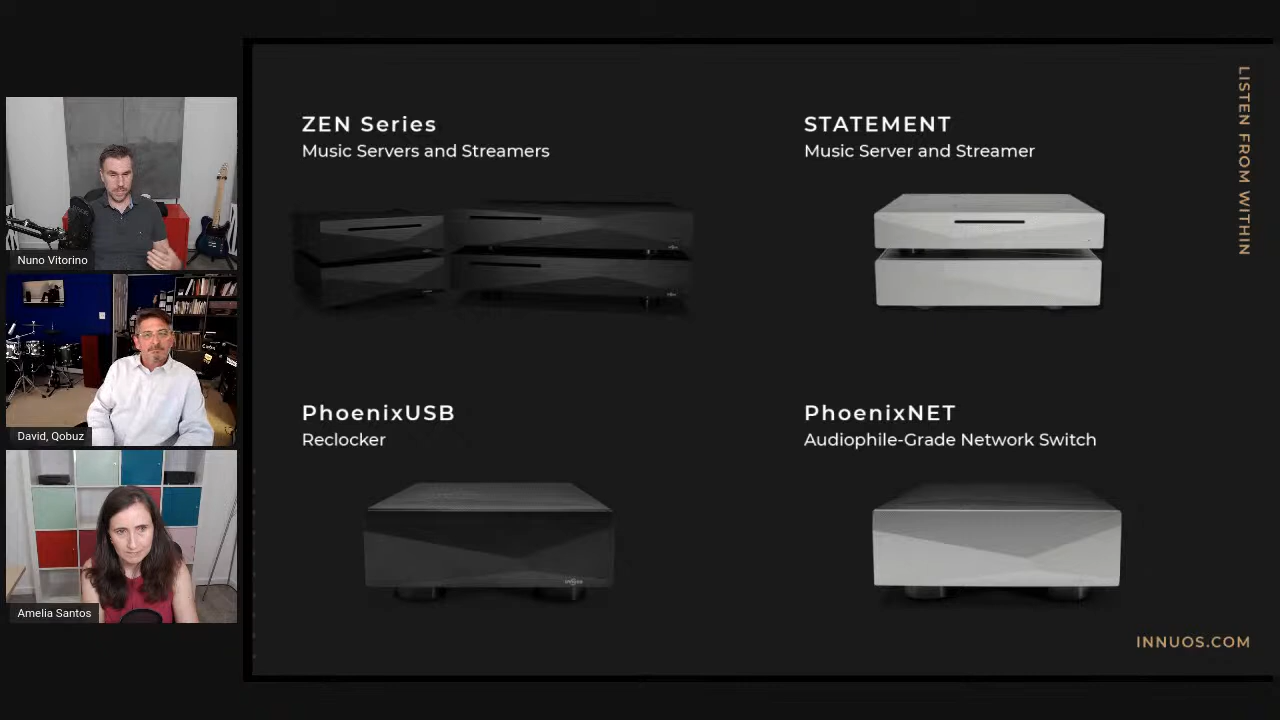 Nuno Vitorino
David, Qobuz
Amelia Santos
ZEN Series
Music Servers and Streamers
STATEMENT
Music Server and Streamer
PhoenixUSB
Reclocker
PhoenixNET
Audiophile-Grade Network Switch
LISTEN FROM WITHIN
INNUOS.COM